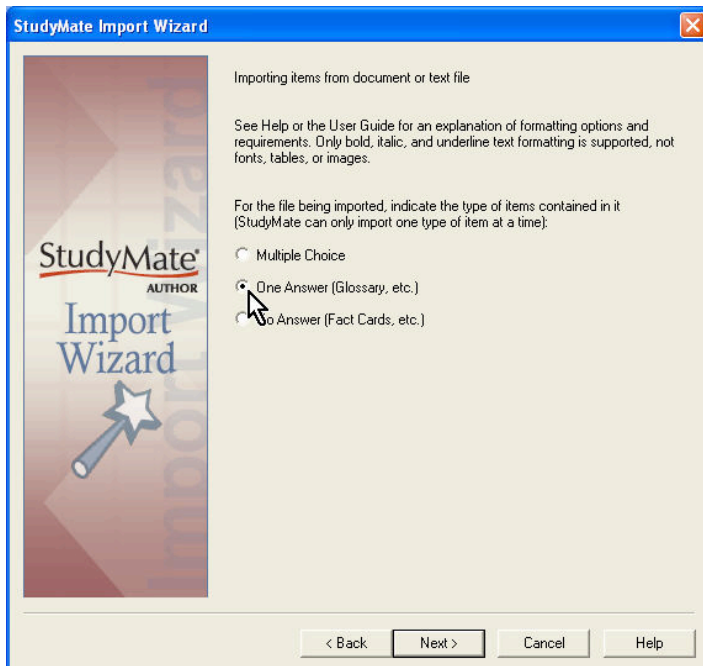 StudyMate Import Wizard
Importing items from document or text file
See Help or the User Guide for an explanation of formatting options and
requirements. Only bold, italic, and underline text formatting is supported, not
fonts, tables, or images.
For the file being imported, indicate the type of items contained in it
(StudyMate can only import one type of item at a time):
Multiple Choice
One Answer (Glossary, etc.)
o Answer (Fact Cards, etc.)
StudyMate
AUTHOR
Import
Wizard
Import Wizard
< Back
Next >
Cancel
Help